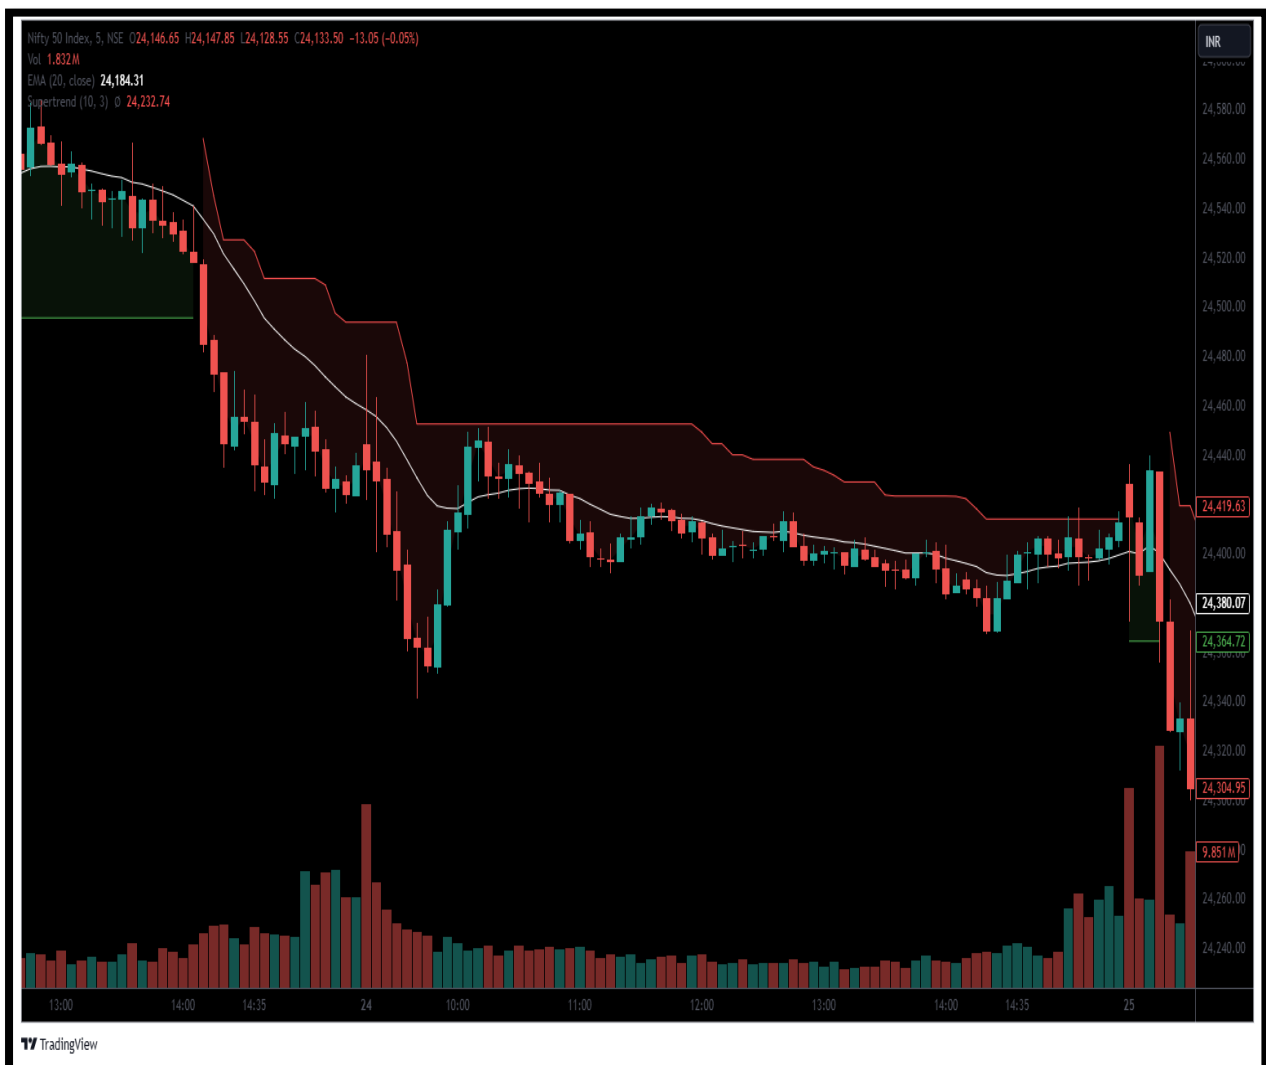 Nifty 50 Index, 5, NSE O24,146.65 H24,147.85 L24,128.55 C24,133.50 −13.05 (−0.05%)
Vol 1.832M
EMA (20, close) 24,184.31
Supertrend (10, 3) ∅ 24,232.74
INR
24,580.00
24,560.00
24,540.00
24,520.00
24,500.00
24,480.00
24,460.00
24,440.00
24,419.63
24,400.00
24,380.07
24,364.72
24,340.00
24,320.00
24,304.95
9.851M
24,260.00
24,240.00
13:00 14:00 14:35 24 10:00 11:00 12:00 13:00 14:00 14:35 25
TradingView